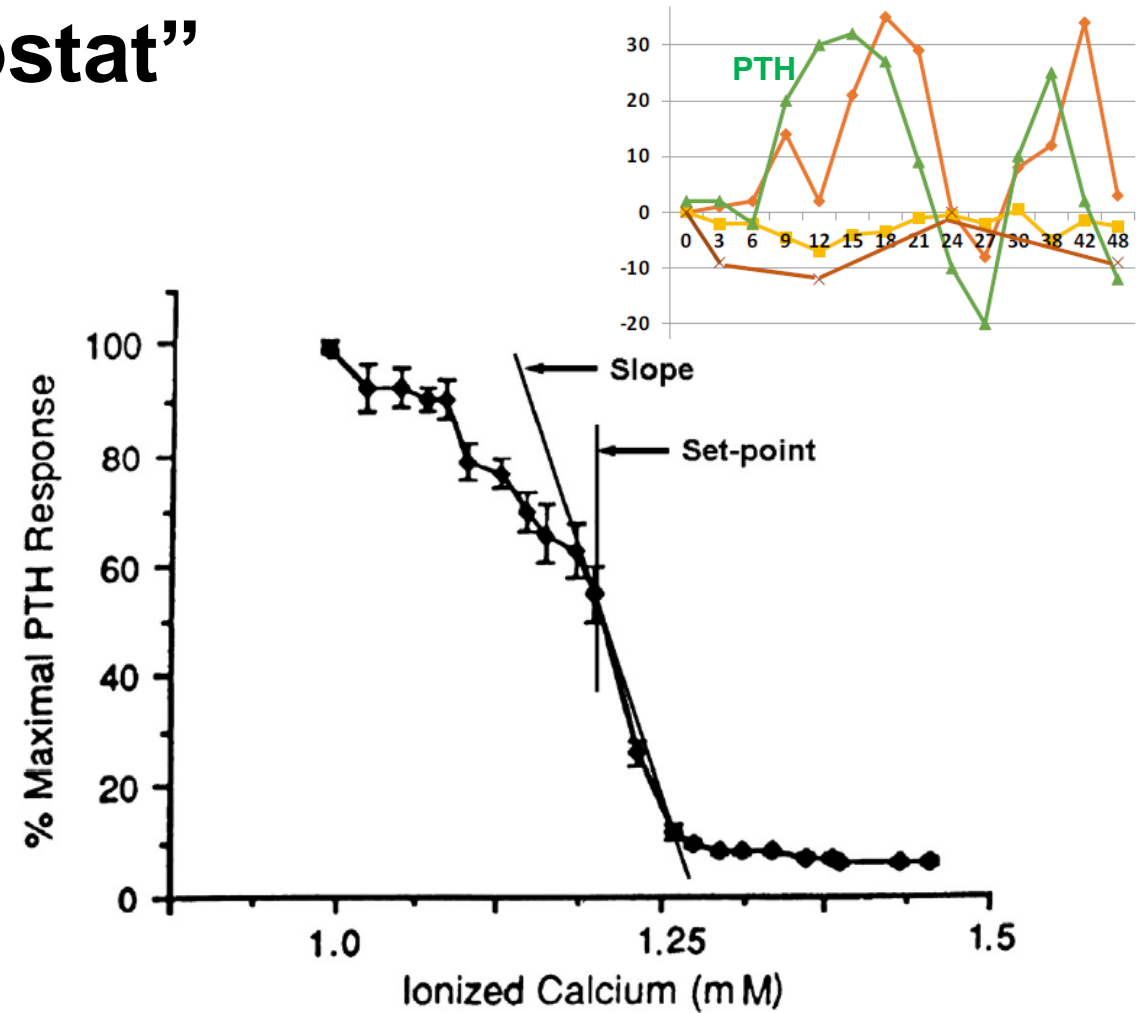 ostat”
30
20
10
0
-10
-20
PTH
0 3 6 9 12 15 18 21 24 27 30 38 42 48
% Maximal PTH Response
100
80
60
40
20
0
Slope
Set-point
1.0 1.25 1.5
Ionized Calcium (mM)